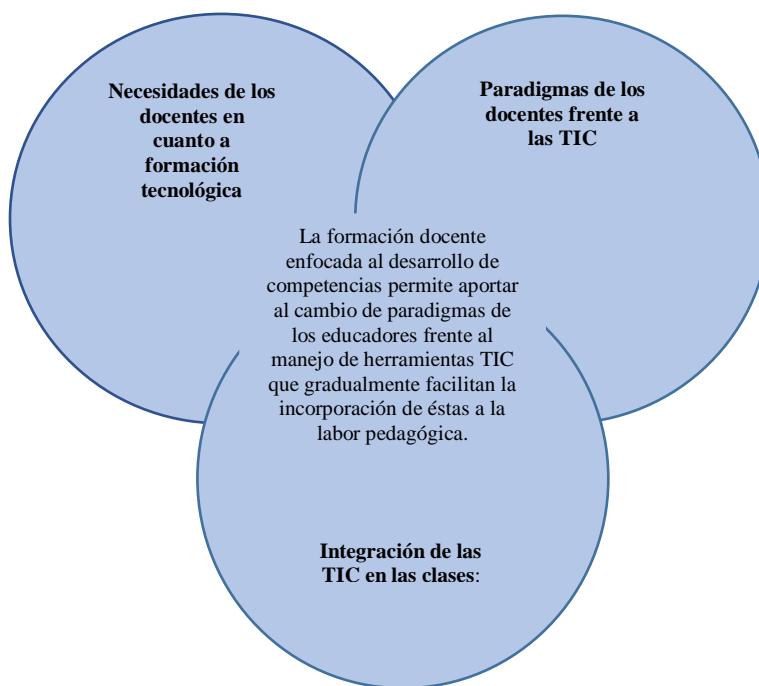 Necesidades de los
docentes en
cuanto a
formación
tecnológica
Paradigmas de los
docentes frente a
las TIC
La formación docente
enfocada al desarrollo de
competencias permite aportar
al cambio de paradigmas de
los educadores frente al
manejo de herramientas TIC
que gradualmente facilitan la
incorporación de éstas a la
labor pedagógica.
Integración de las
TIC en las clases: